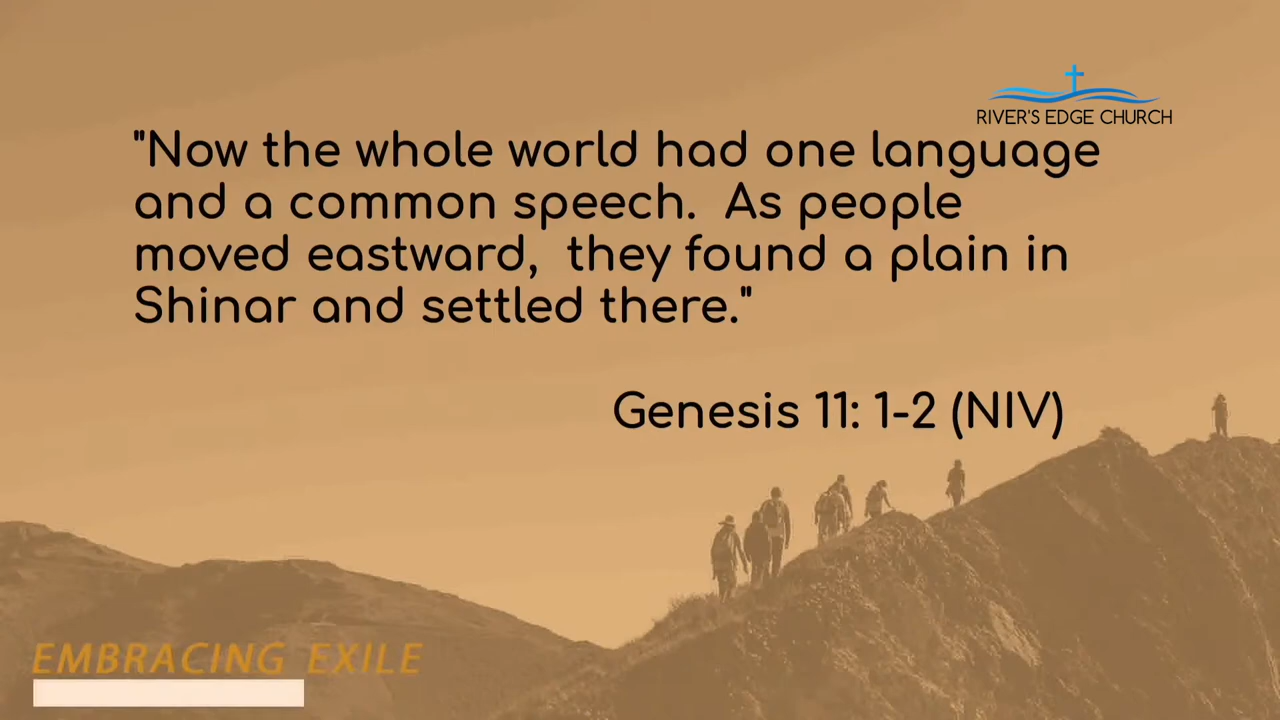 RIVER'S EDGE CHURCH
"Now the whole world had one language
and a common speech.  As people
moved eastward,  they found a plain in
Shinar and settled there."
Genesis 11: 1-2 (NIV)
EMBRACING EXILE